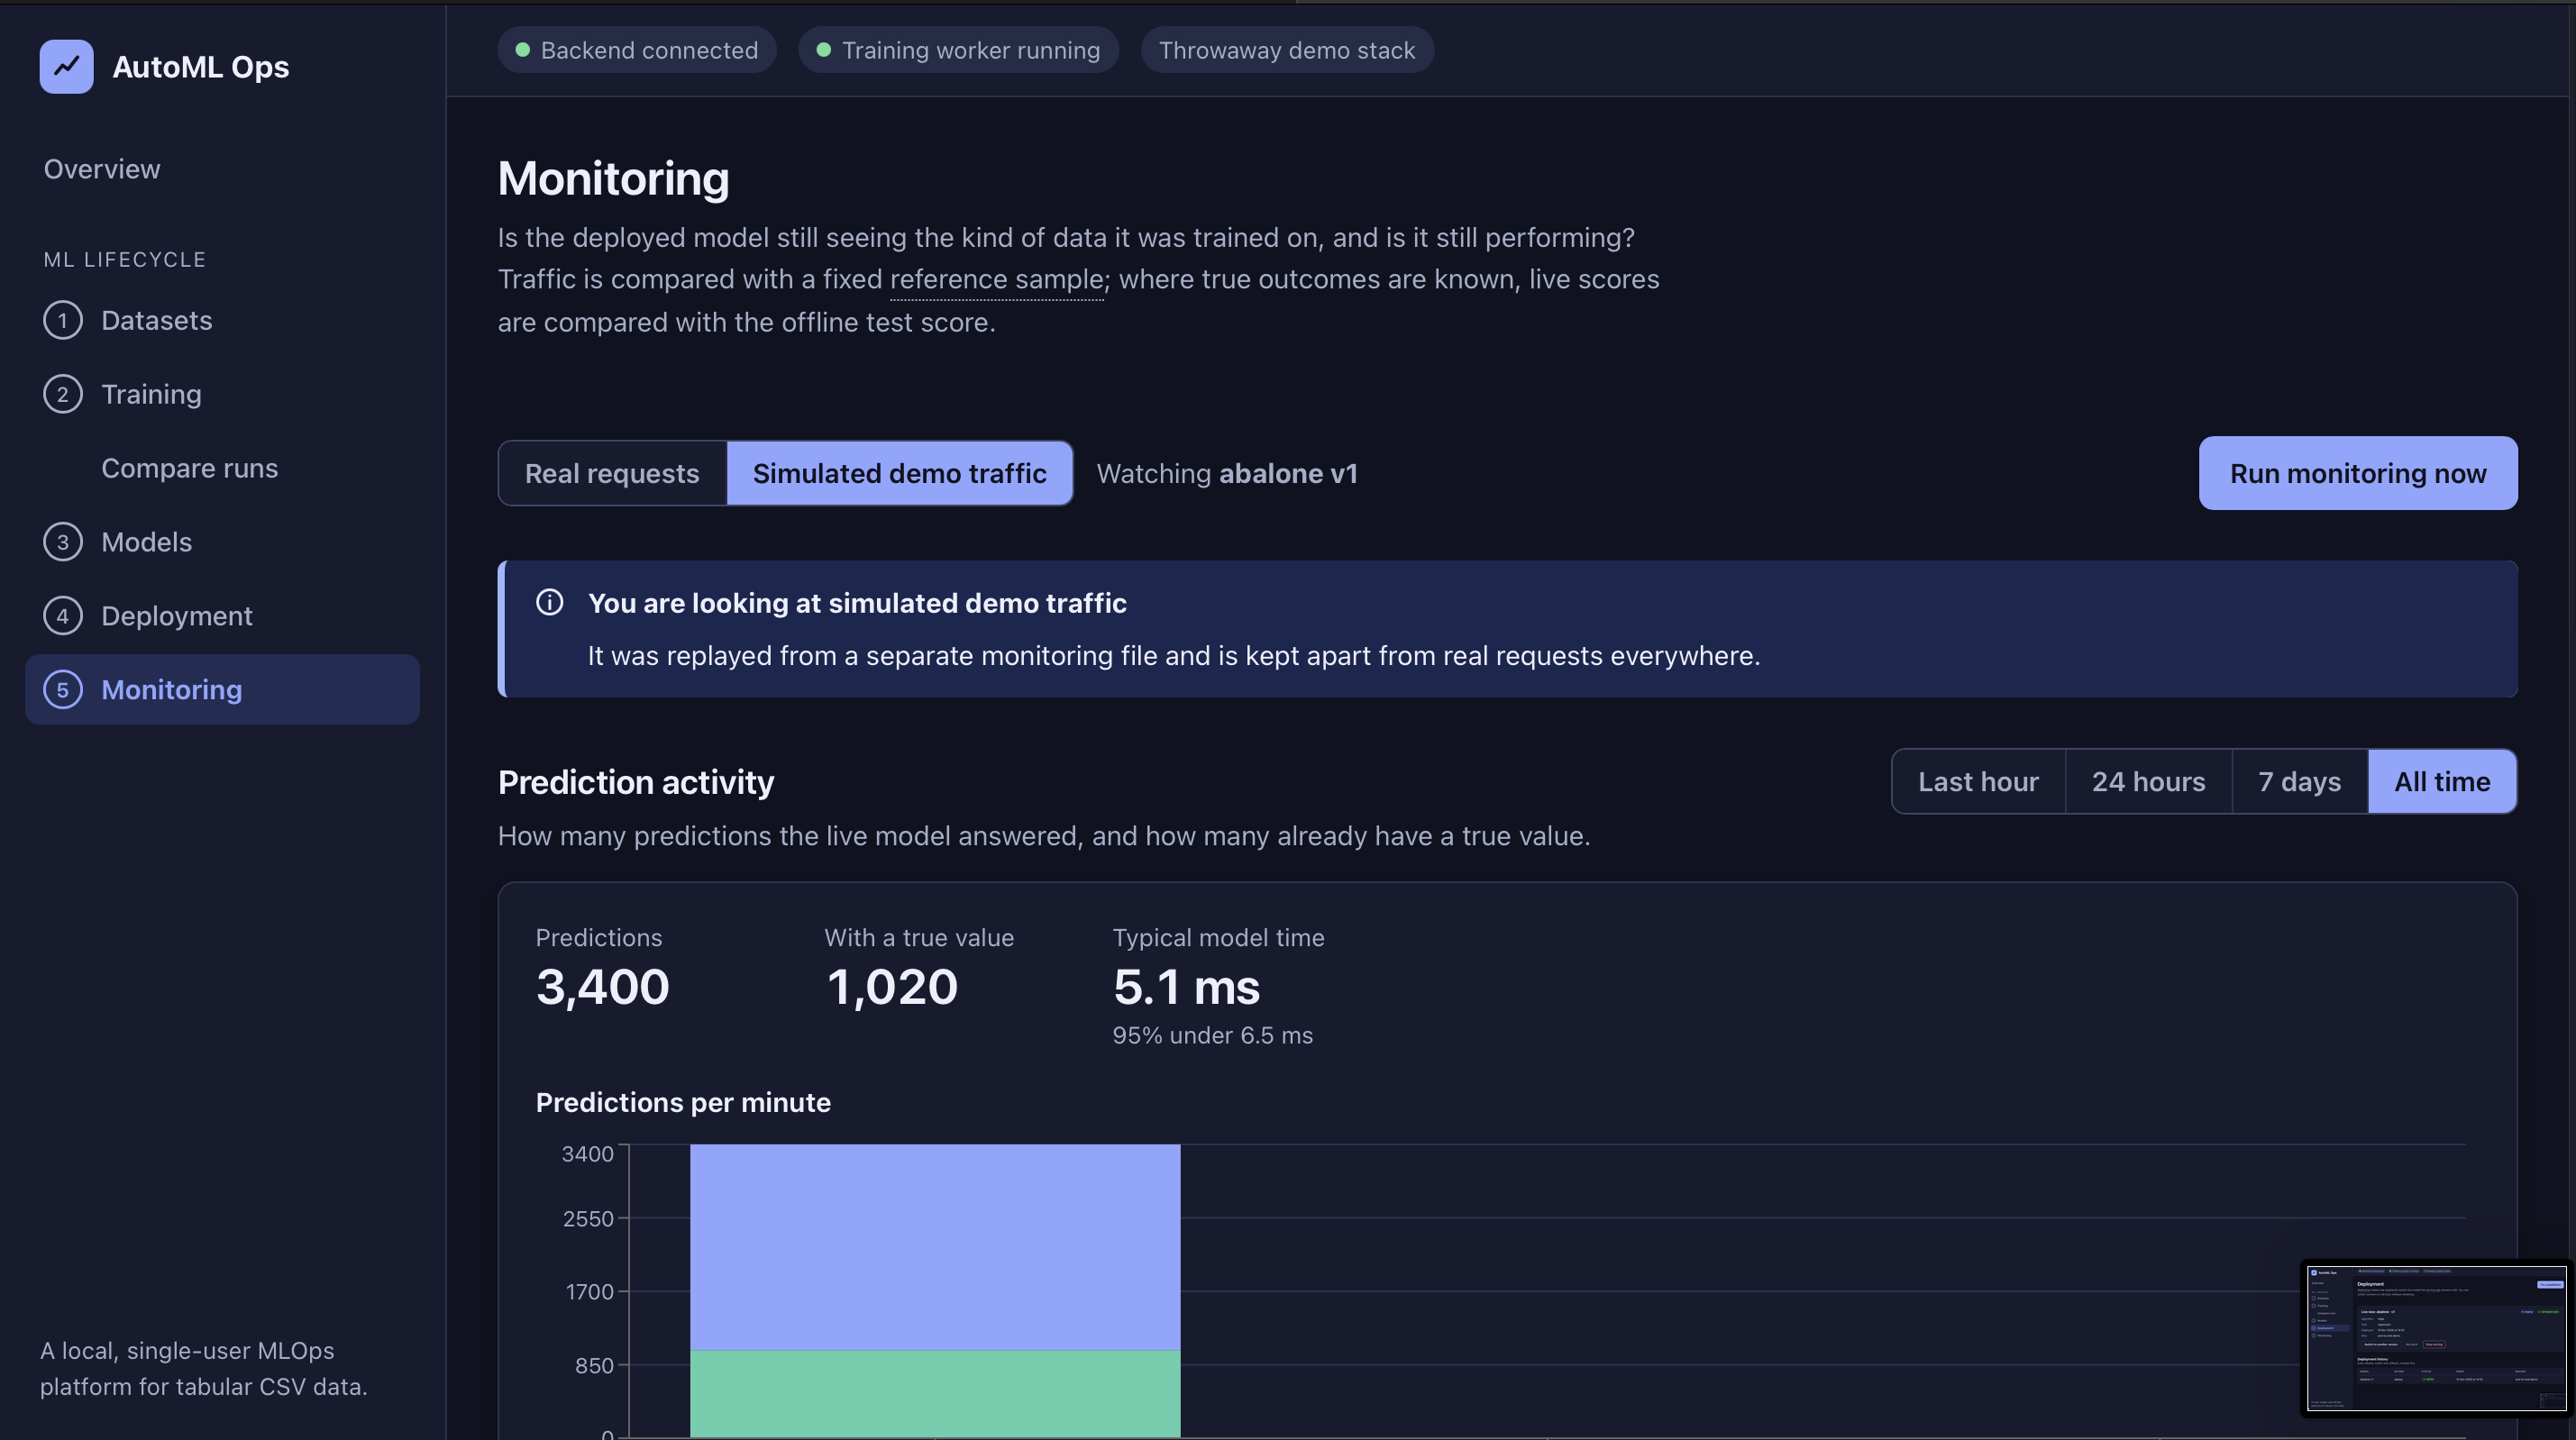 AutoML Ops
Overview
ML LIFECYCLE
1 Datasets
2 Training
Compare runs
3 Models
4 Deployment
5 Monitoring
A local, single-user MLOps
platform for tabular CSV data.
Backend connected
Training worker running
Throwaway demo stack
Monitoring
Is the deployed model still seeing the kind of data it was trained on, and is it still performing?
Traffic is compared with a fixed reference sample; where true outcomes are known, live scores
are compared with the offline test score.
Real requests
Simulated demo traffic
Watching abalone v1
Run monitoring now
You are looking at simulated demo traffic
It was replayed from a separate monitoring file and is kept apart from real requests everywhere.
Prediction activity
Last hour
24 hours
7 days
All time
How many predictions the live model answered, and how many already have a true value.
Predictions
3,400
With a true value
1,020
Typical model time
5.1 ms
95% under 6.5 ms
Predictions per minute
3400
2550
1700
850
0
Deployment